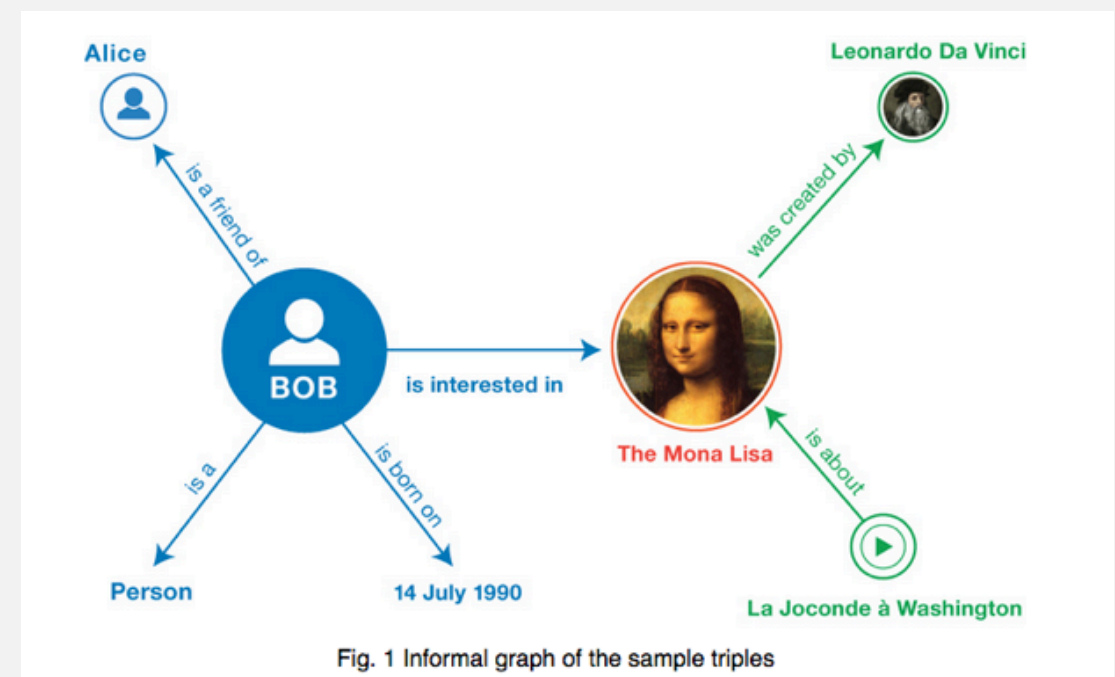 Alice
Leonardo Da Vinci
is a friend of
was created by
BOB
is interested in
The Mona Lisa
is a
is born on
is about
Person
14 July 1990
La Joconde à Washington
Fig. 1 Informal graph of the sample triples